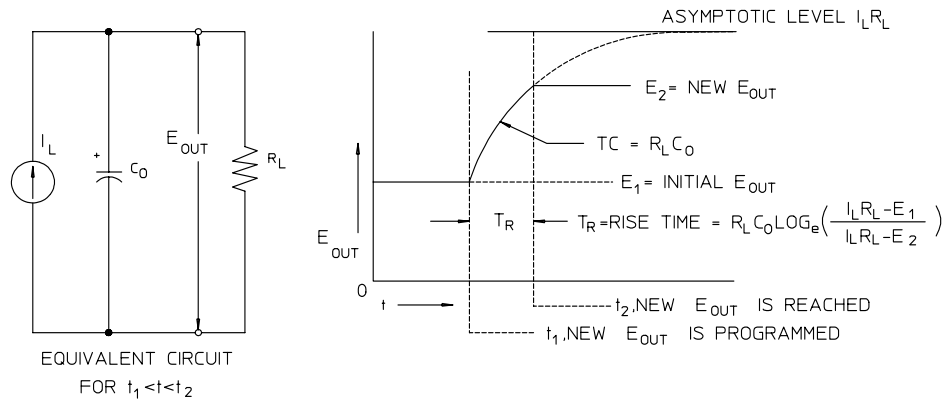 I_L
+
C_O
E_OUT
R_L
EQUIVALENT CIRCUIT
FOR t_1<t<t_2
ASYMPTOTIC LEVEL I_LR_L
E_2= NEW E_OUT
TC = R_LC_O
E_1= INITIAL E_OUT
T_R
T_R=RISE TIME = R_LC_OLOG_e(I_LR_L-E_1/I_LR_L-E_2)
E_OUT
O
t
t_2,NEW E_OUT IS REACHED
t_1,NEW E_OUT IS PROGRAMMED